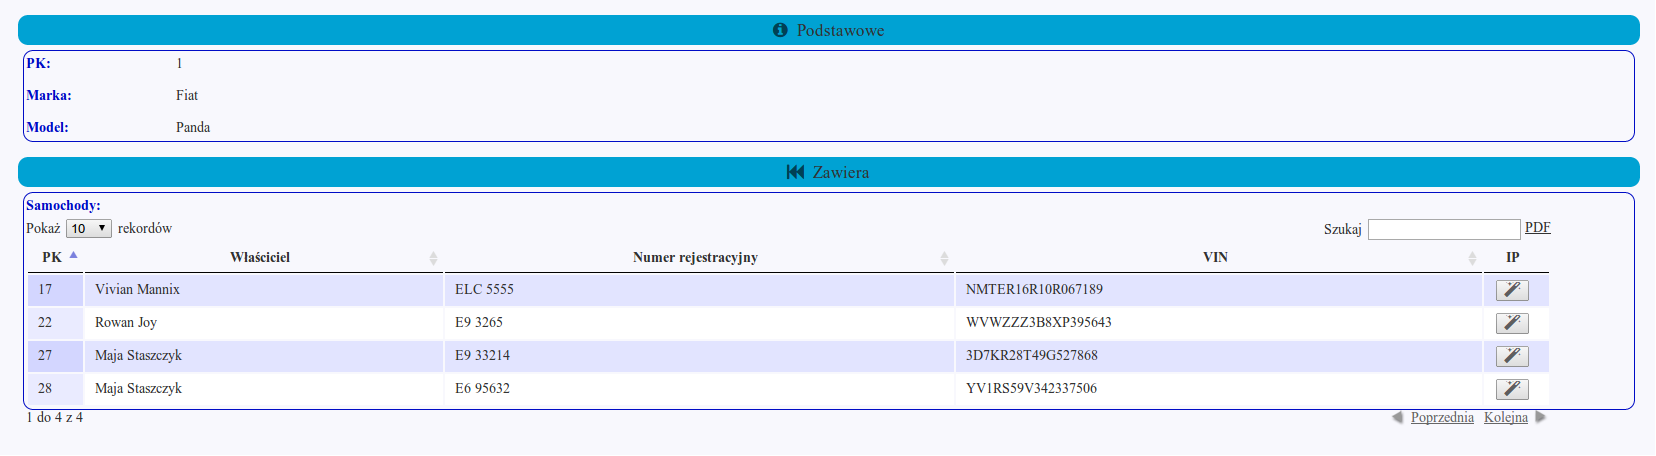 Podstawowe
PK: 1
Marka: Fiat
Model: Panda
Zawiera
Samochody:
Pokaż 10 rekordów Szukaj PDF
PK Właściciel Numer rejestracyjny VIN IP
17 Vivian Mannix ELC 5555 NMTER16R10R067189
22 Rowan Joy E9 3265 WVWZZZ3B8XP395643
27 Maja Staszczyk E9 33214 3D7KR28T49G527868
28 Maja Staszczyk E6 95632 YV1RS59V342337506
1 do 4 z 4 Poprzednia Kolejna